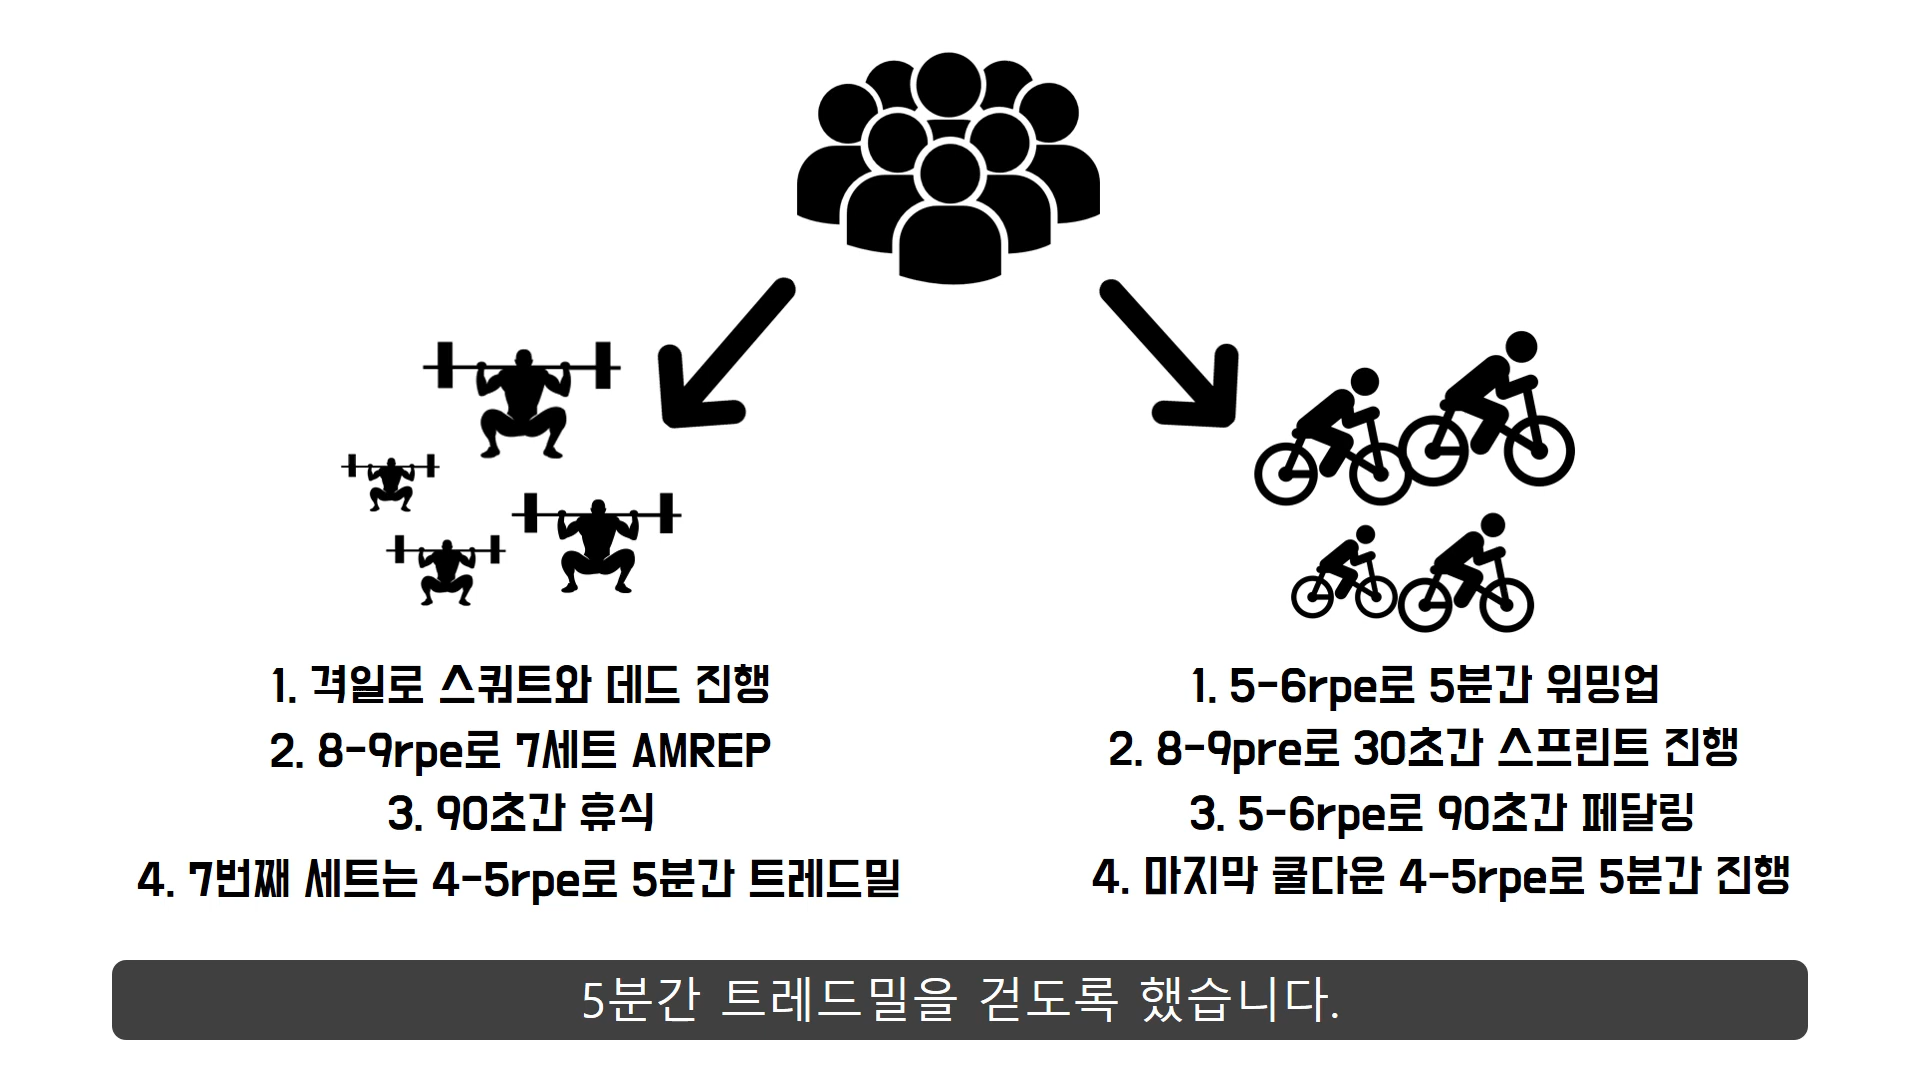 1. 격일로 스쿼트와 데드 진행
2. 8-9rpe로 7세트 AMREP
3. 90초간 휴식
4. 7번째 세트는 4-5rpe로 5분간 트레드밀
1. 5-6rpe로 5분간 워밍업
2. 8-9pre로 30초간 스프린트 진행
3. 5-6rpe로 90초간 페달링
4. 마지막 쿨다운 4-5rpe로 5분간 진행
5분간 트레드밀을 걷도록 했습니다.